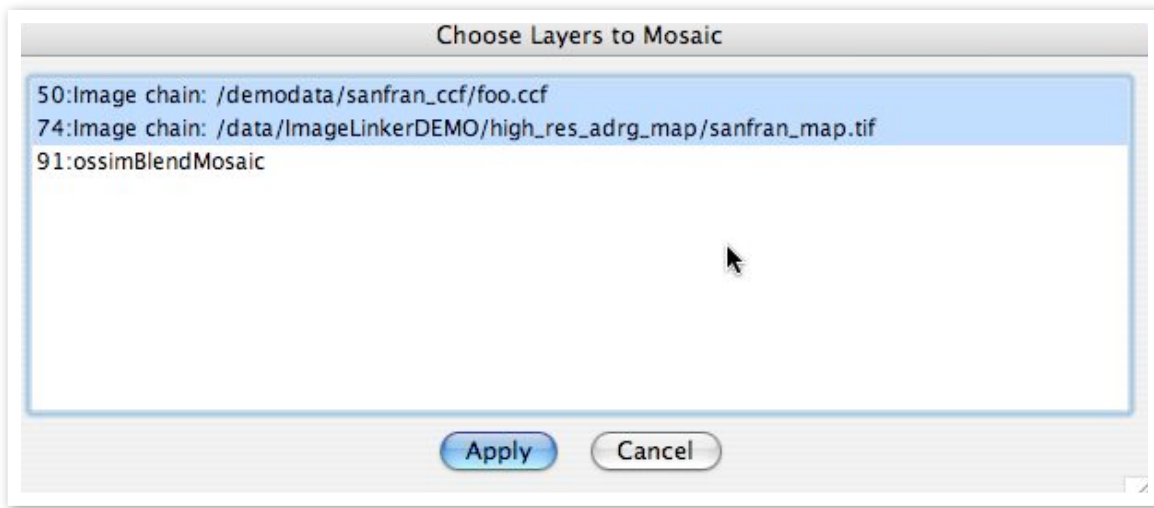 Choose Layers to Mosaic
50:Image chain: /demodata/sanfran_ccf/foo.ccf
74:Image chain: /data/ImageLinkerDEMO/high_res_adrg_map/sanfran_map.tif
91:ossimBlendMosaic
Apply Cancel